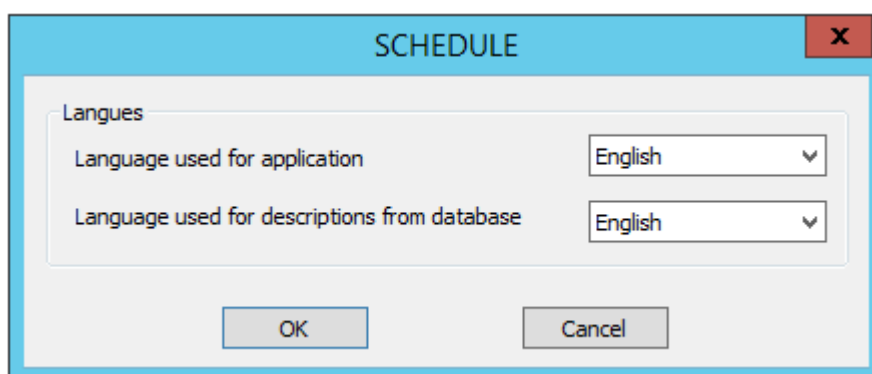 SCHEDULE
x
Langues
Language used for application English
Language used for descriptions from database English
OK Cancel